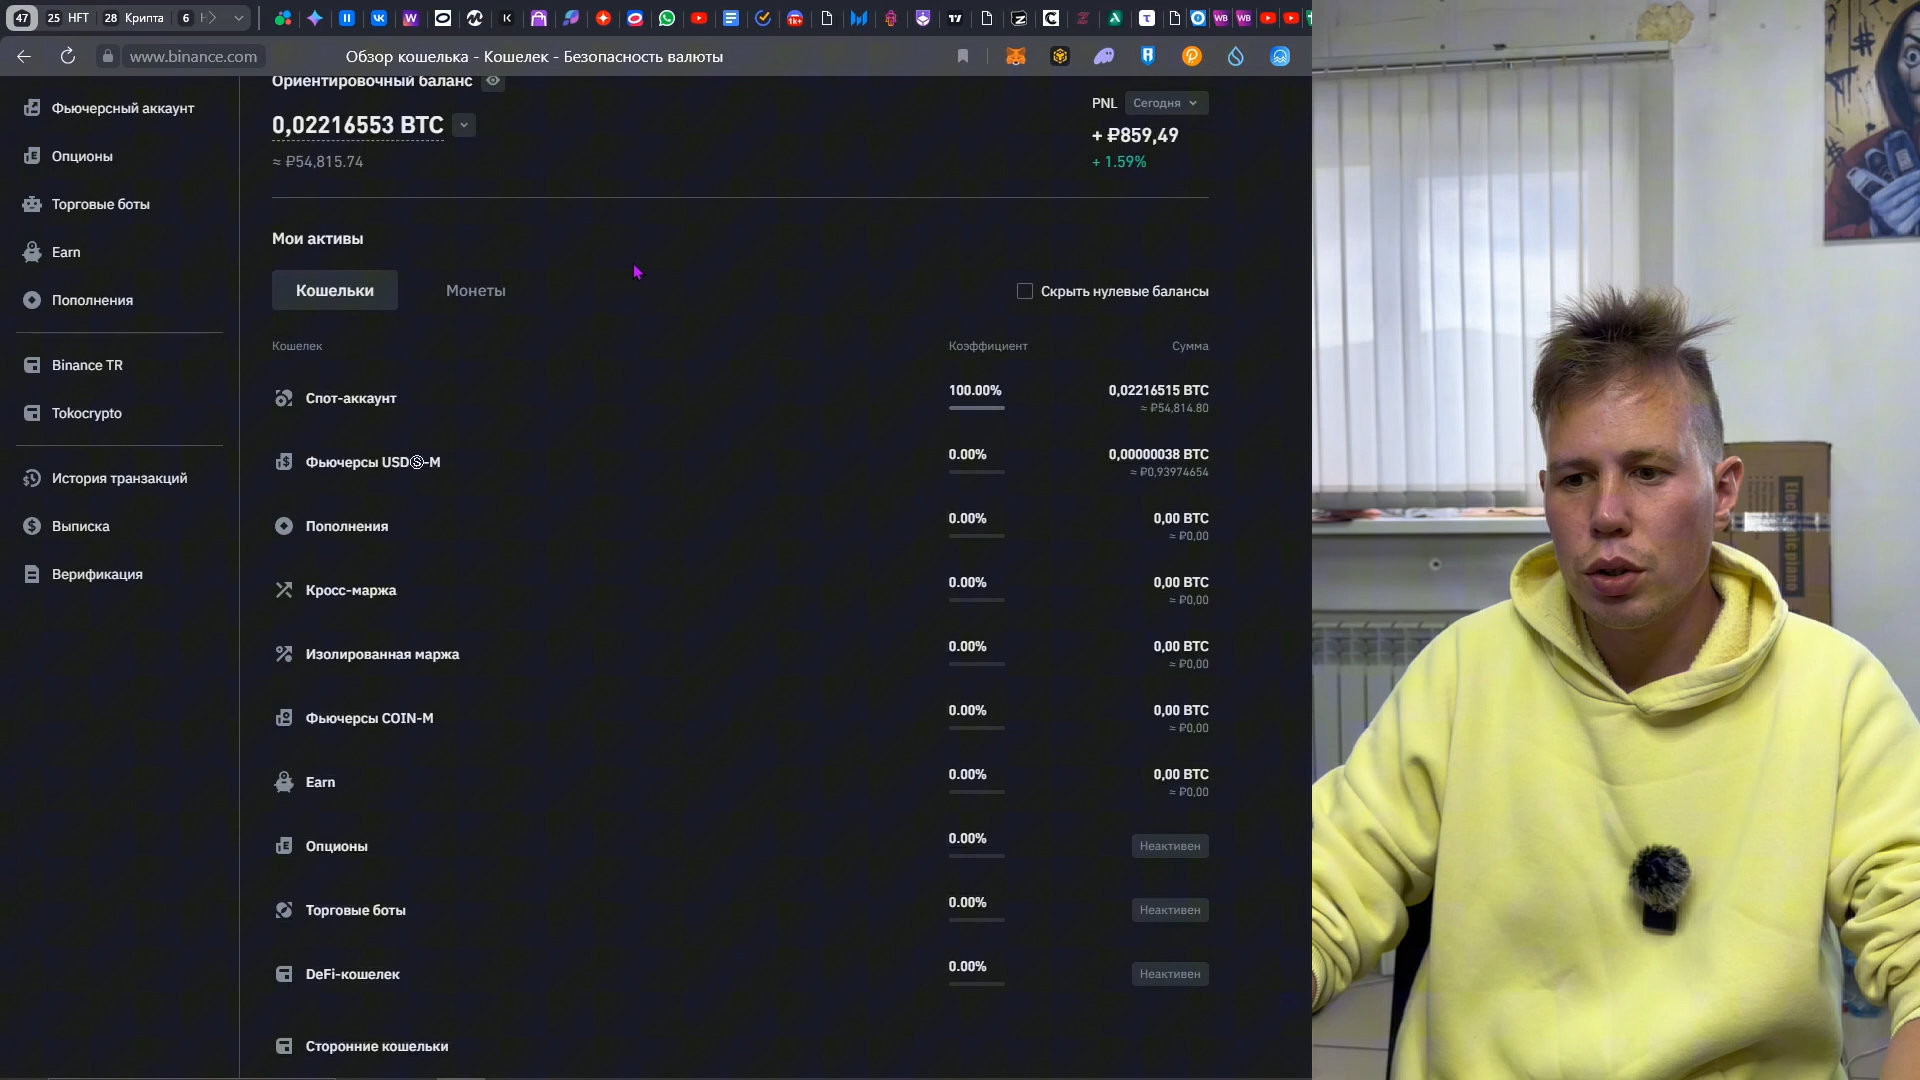 47
25 HFT
28 Крипта
6
www.binance.com
Обзор кошелька - Кошелек - Безопасность валюты
Ориентировочный баланс
0,02216553 BTC
≈ ₽54,815.74
PNL
Сегодня
+ ₽859,49
+ 1.59%
Фьючерсный аккаунт
Опционы
Торговые боты
Earn
Пополнения
Binance TR
Tokocrypto
История транзакций
Выписка
Верификация
Мои активы
Кошельки
Монеты
Скрыть нулевые балансы
Кошелек
Коэффициент
Сумма
Спот-аккаунт
100.00%
0,02216515 BTC
≈ ₽54,814.80
Фьючерсы USDⓈ-M
0.00%
0,00000038 BTC
≈ ₽0,93974654
Пополнения
0.00%
0,00 BTC
≈ ₽0,00
Кросс-маржа
0.00%
0,00 BTC
≈ ₽0,00
Изолированная маржа
0.00%
0,00 BTC
≈ ₽0,00
Фьючерсы COIN-M
0.00%
0,00 BTC
≈ ₽0,00
Earn
0.00%
0,00 BTC
≈ ₽0,00
Опционы
0.00%
Неактивен
Торговые боты
0.00%
Неактивен
DeFi-кошелек
0.00%
Неактивен
Сторонние кошельки